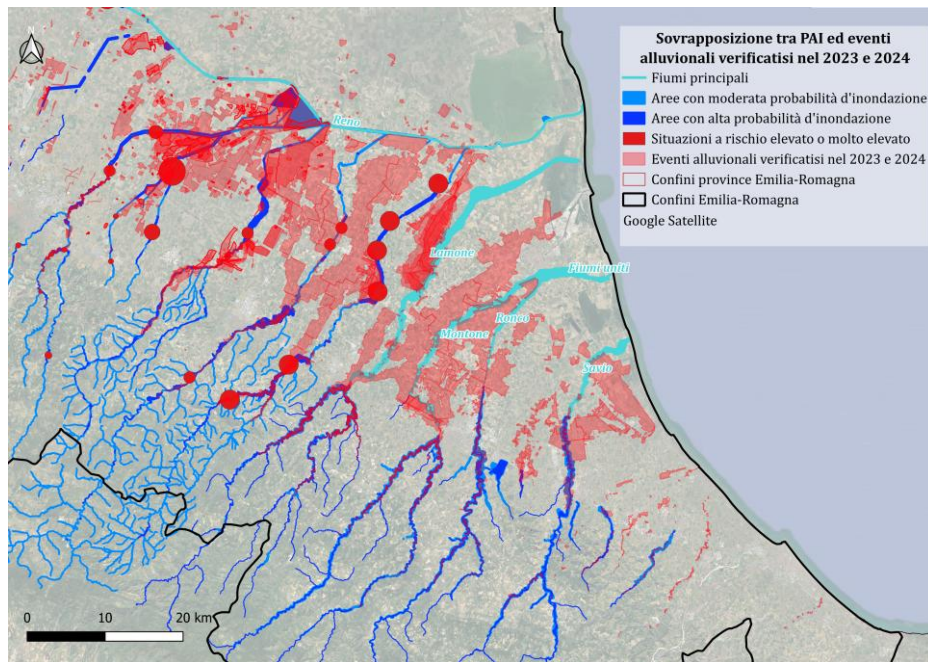 N
Sovrapposizione tra PAI ed eventi
alluvionali verificatisi nel 2023 e 2024
Fiumi principali
Aree con moderata probabilità d'inondazione
Aree con alta probabilità d'inondazione
Situazioni a rischio elevato o molto elevato
Eventi alluvionali verificatisi nel 2023 e 2024
Confini province Emilia-Romagna
Confini Emilia-Romagna
Google Satellite
Reno
Lamone
Fiumi uniti
Ronco
Montone
Savio
0 10 20 km